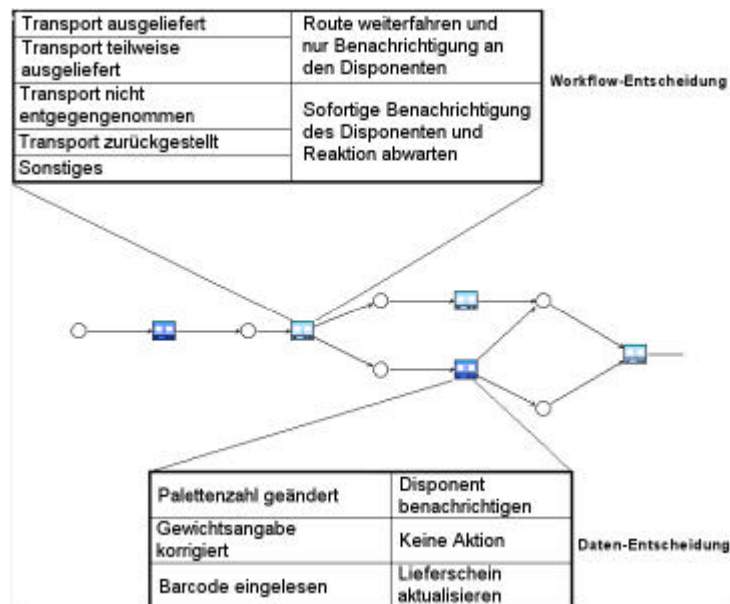 Transport ausgeliefert
Transport teilweise
ausgeliefert
Transport nicht
entgegengenommen
Transport zurückgestellt
Sonstiges
Route weiterfahren und
nur Benachrichtigung an
den Disponenten
Sofortige Benachrichtigung
des Disponenten und
Reaktion abwarten
Workflow-Entscheidung
Palettenzahl geändert
Disponent
benachrichtigen
Gewichtsangabe
korrigiert
Keine Aktion
Barcode eingelesen
Lieferschein
aktualisieren
Daten-Entscheidung